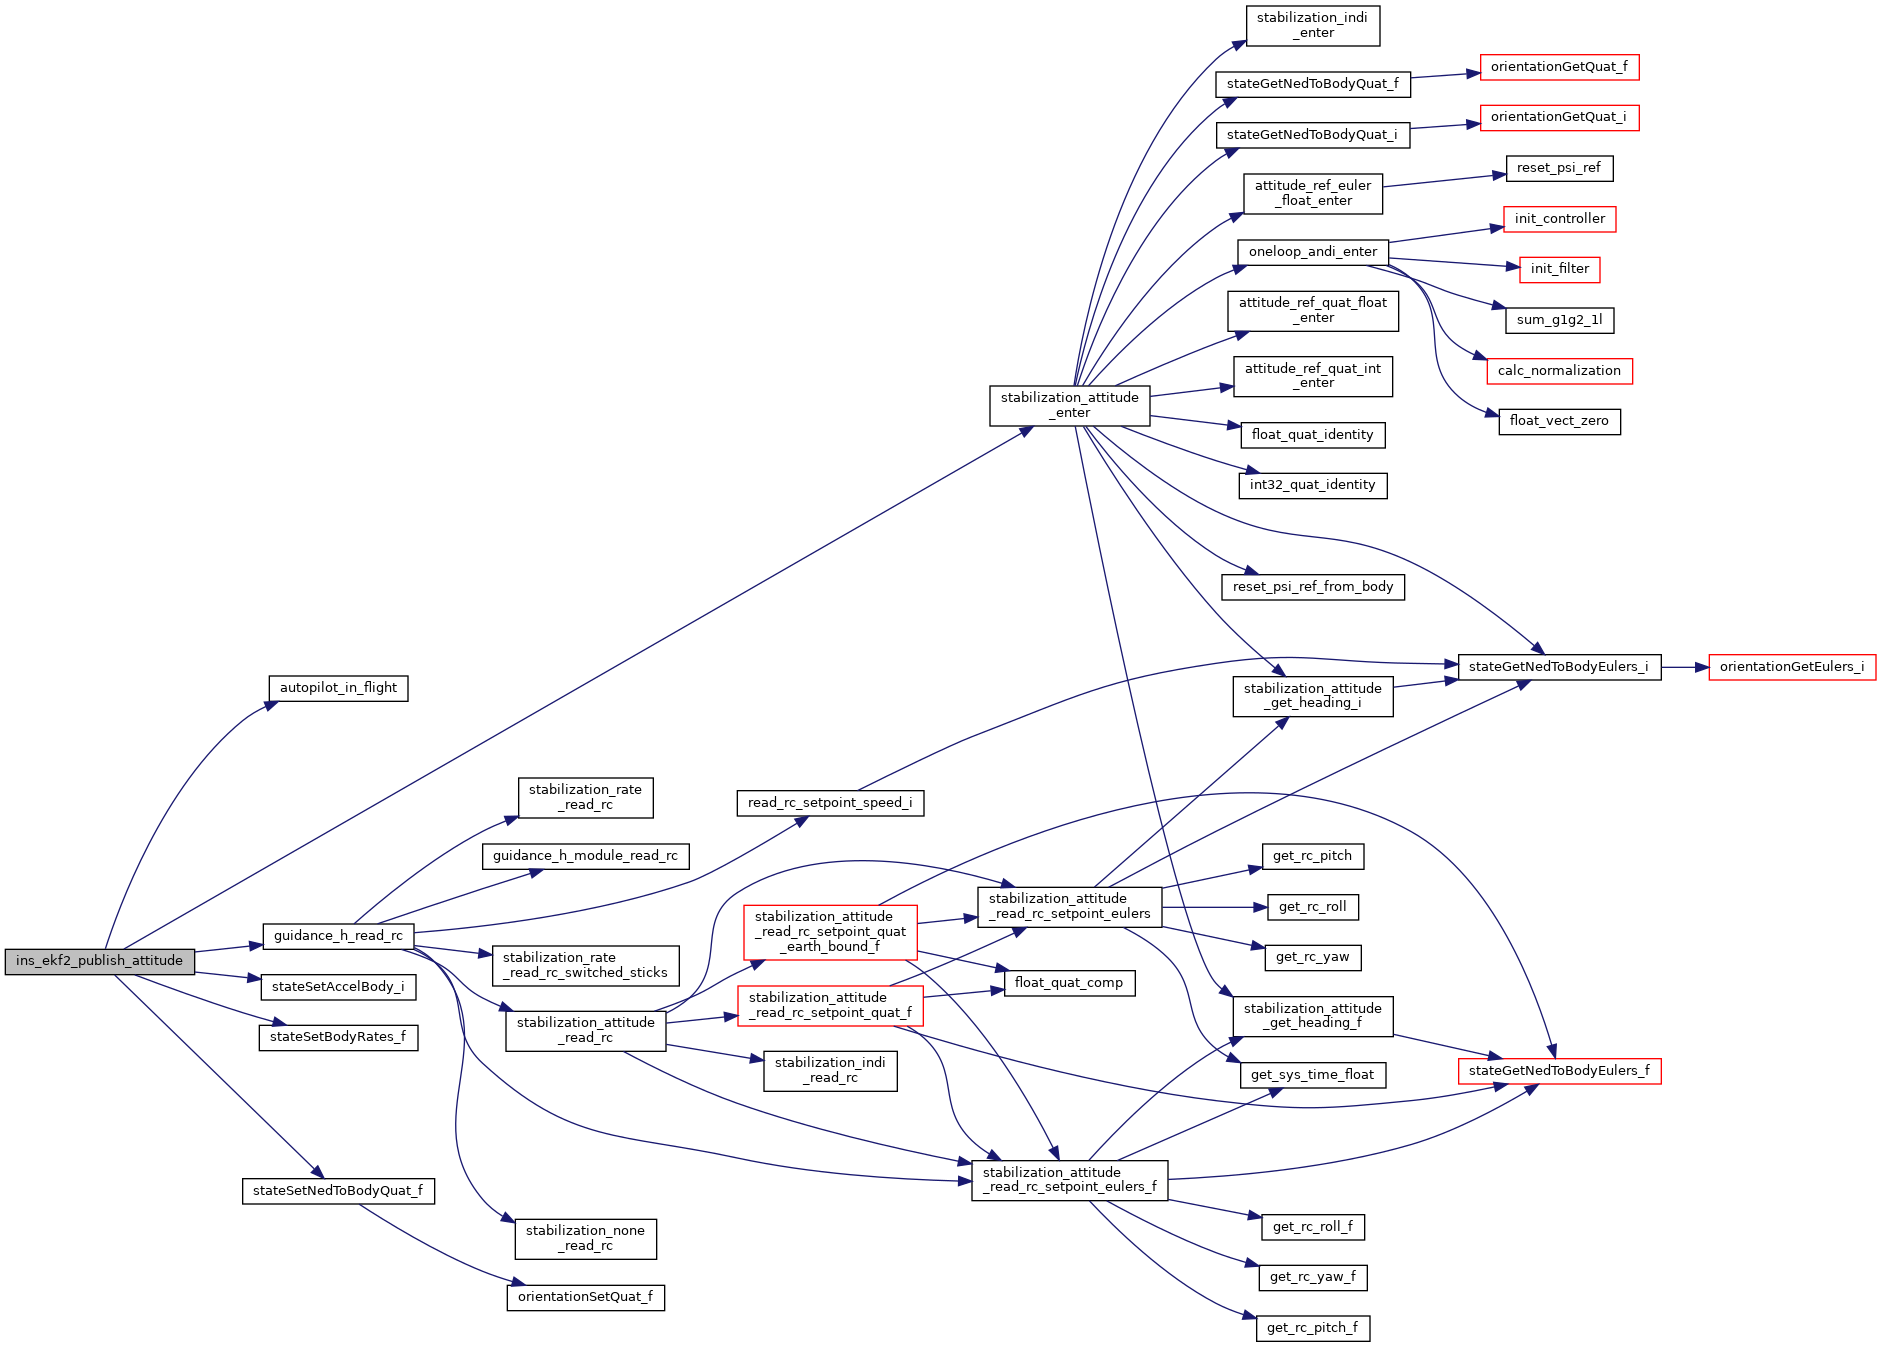 stabilization_indi
_enter
stateGetNedToBodyQuat_f
orientationGetQuat_f
stateGetNedToBodyQuat_i
orientationGetQuat_i
attitude_ref_euler
_float_enter
reset_psi_ref
oneloop_andi_enter
init_controller
init_filter
sum_g1g2_1l
calc_normalization
float_vect_zero
attitude_ref_quat_float
_enter
attitude_ref_quat_int
_enter
stabilization_attitude
_enter
float_quat_identity
int32_quat_identity
reset_psi_ref_from_body
stateGetNedToBodyEulers_i
orientationGetEulers_i
stabilization_attitude
_get_heading_i
autopilot_in_flight
stabilization_rate
_read_rc
read_rc_setpoint_speed_i
guidance_h_module_read_rc
get_rc_pitch
get_rc_roll
get_rc_yaw
stabilization_attitude
_read_rc_setpoint_eulers
stabilization_attitude
_read_rc_setpoint_quat
_earth_bound_f
guidance_h_read_rc
ins_ekf2_publish_attitude
stabilization_rate
_read_rc_switched_sticks
float_quat_comp
stateSetAccelBody_i
stabilization_attitude
_read_rc_setpoint_quat_f
stabilization_attitude
_get_heading_f
stateSetBodyRates_f
stabilization_attitude
_read_rc
stabilization_indi
_read_rc
get_sys_time_float
stateGetNedToBodyEulers_f
stabilization_attitude
_read_rc_setpoint_eulers_f
stateSetNedToBodyQuat_f
stabilization_none
_read_rc
get_rc_roll_f
get_rc_yaw_f
orientationSetQuat_f
get_rc_pitch_f